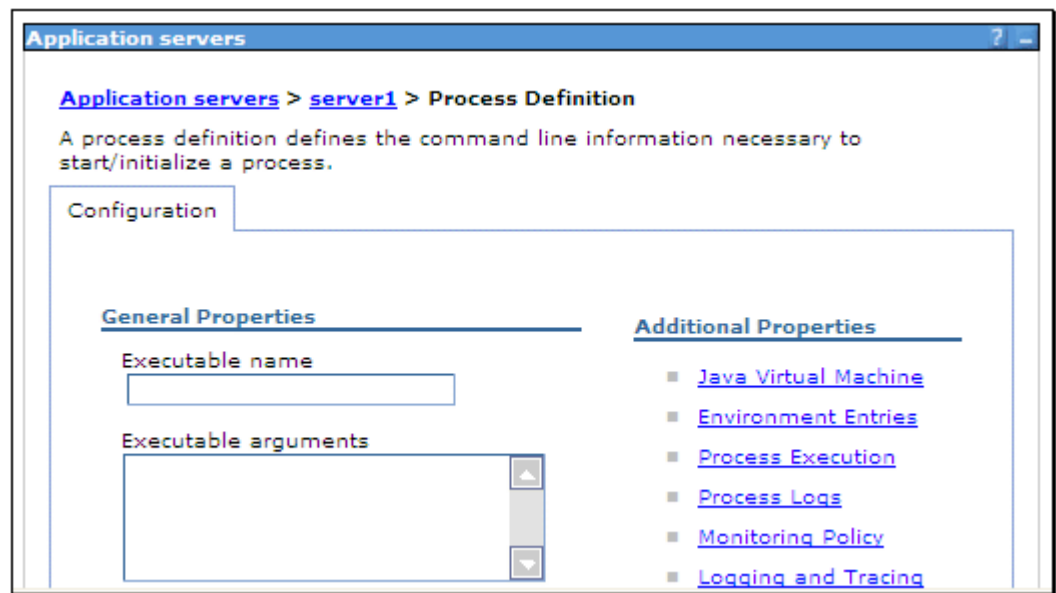 Application servers ? –
Application servers > server1 > Process Definition
A process definition defines the command line information necessary to
start/initialize a process.
Configuration
General Properties
Executable name
Executable arguments
Additional Properties
Java Virtual Machine
Environment Entries
Process Execution
Process Logs
Monitoring Policy
Logging and Tracing